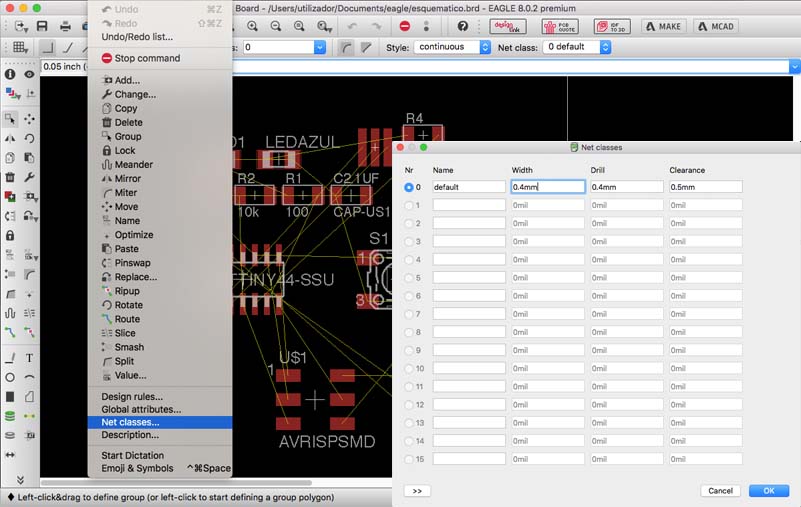 Board - /Users/utilizador/Documents/eagle/esquematico.brd - EAGLE 8.0.2 premium
design link
PCB QUOTE
IDF TO 3D
MAKE
MCAD
0
Style: continuous
Net class: 0 default
0.05 inch (
Undo ⌘Z
Redo ⇧⌘Z
Undo/Redo list...
Stop command
Add...
Change...
Copy
Delete
Group
Lock
Meander
Mirror
Miter
Move
Name
Optimize
Paste
Pinswap
Replace...
Ripup
Rotate
Route
Slice
Smash
Split
Value...
Design rules...
Global attributes...
Net classes...
Description...
Start Dictation
Emoji & Symbols ^⌘Space
R4
D1 LEDAZUL
R2 R1 C21UF
10k 100 CAP-US1
S1
1
TINY44-SSU
3
U$1
1
AVRISPSMD
Net classes
Nr Name Width Drill Clearance
0 default 0.4mm 0.4mm 0.5mm
1 0mil 0mil 0mil
2 0mil 0mil 0mil
3 0mil 0mil 0mil
4 0mil 0mil 0mil
5 0mil 0mil 0mil
6 0mil 0mil 0mil
7 0mil 0mil 0mil
8 0mil 0mil 0mil
9 0mil 0mil 0mil
10 0mil 0mil 0mil
11 0mil 0mil 0mil
12 0mil 0mil 0mil
13 0mil 0mil 0mil
14 0mil 0mil 0mil
15 0mil 0mil 0mil
>> Cancel OK
Left-click&drag to define group (or left-click to start defining a group polygon)